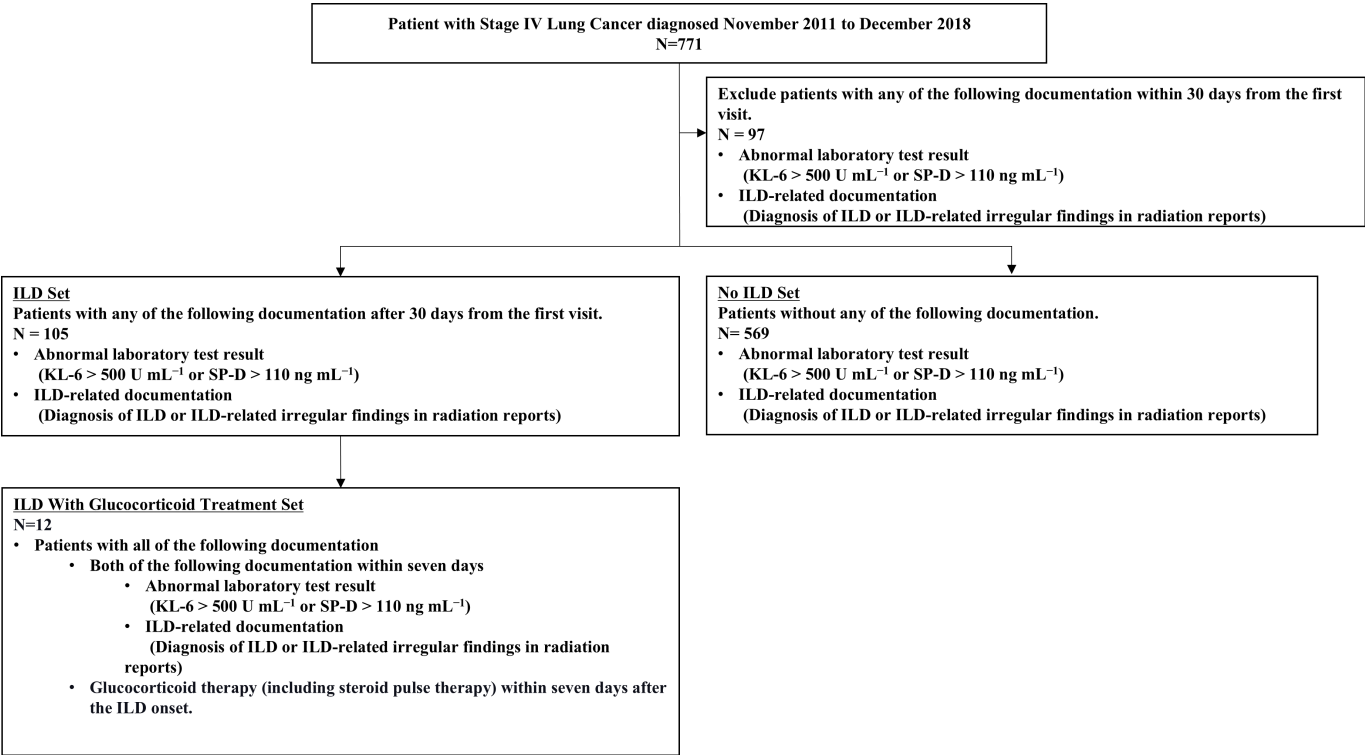 Patient with Stage IV Lung Cancer diagnosed November 2011 to December 2018
N=771
Exclude patients with any of the following documentation within 30 days from the first
visit.
N = 97
• Abnormal laboratory test result
(KL-6 > 500 U mL⁻¹ or SP-D > 110 ng mL⁻¹)
• ILD-related documentation
(Diagnosis of ILD or ILD-related irregular findings in radiation reports)
ILD Set
Patients with any of the following documentation after 30 days from the first visit.
N = 105
• Abnormal laboratory test result
(KL-6 > 500 U mL⁻¹ or SP-D > 110 ng mL⁻¹)
• ILD-related documentation
(Diagnosis of ILD or ILD-related irregular findings in radiation reports)
No ILD Set
Patients without any of the following documentation.
N= 569
• Abnormal laboratory test result
(KL-6 > 500 U mL⁻¹ or SP-D > 110 ng mL⁻¹)
• ILD-related documentation
(Diagnosis of ILD or ILD-related irregular findings in radiation reports)
ILD With Glucocorticoid Treatment Set
N=12
• Patients with all of the following documentation
• Both of the following documentation within seven days
• Abnormal laboratory test result
(KL-6 > 500 U mL⁻¹ or SP-D > 110 ng mL⁻¹)
• ILD-related documentation
(Diagnosis of ILD or ILD-related irregular findings in radiation
reports)
• Glucocorticoid therapy (including steroid pulse therapy) within seven days after
the ILD onset.